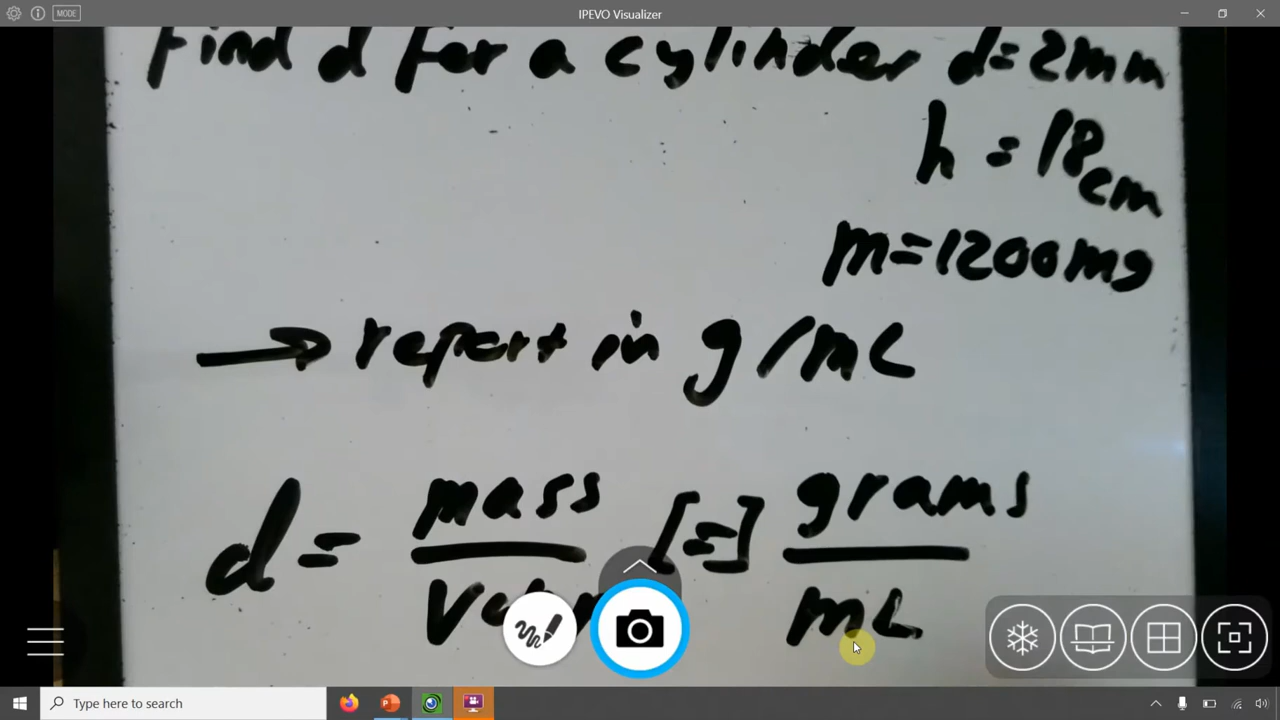 MODE
IPEVO Visualizer
Find d for a cylinder d=2mm
h = 18cm
m=1200mg
→ report in g/mL
d = mass [=] grams
mL
Type here to search